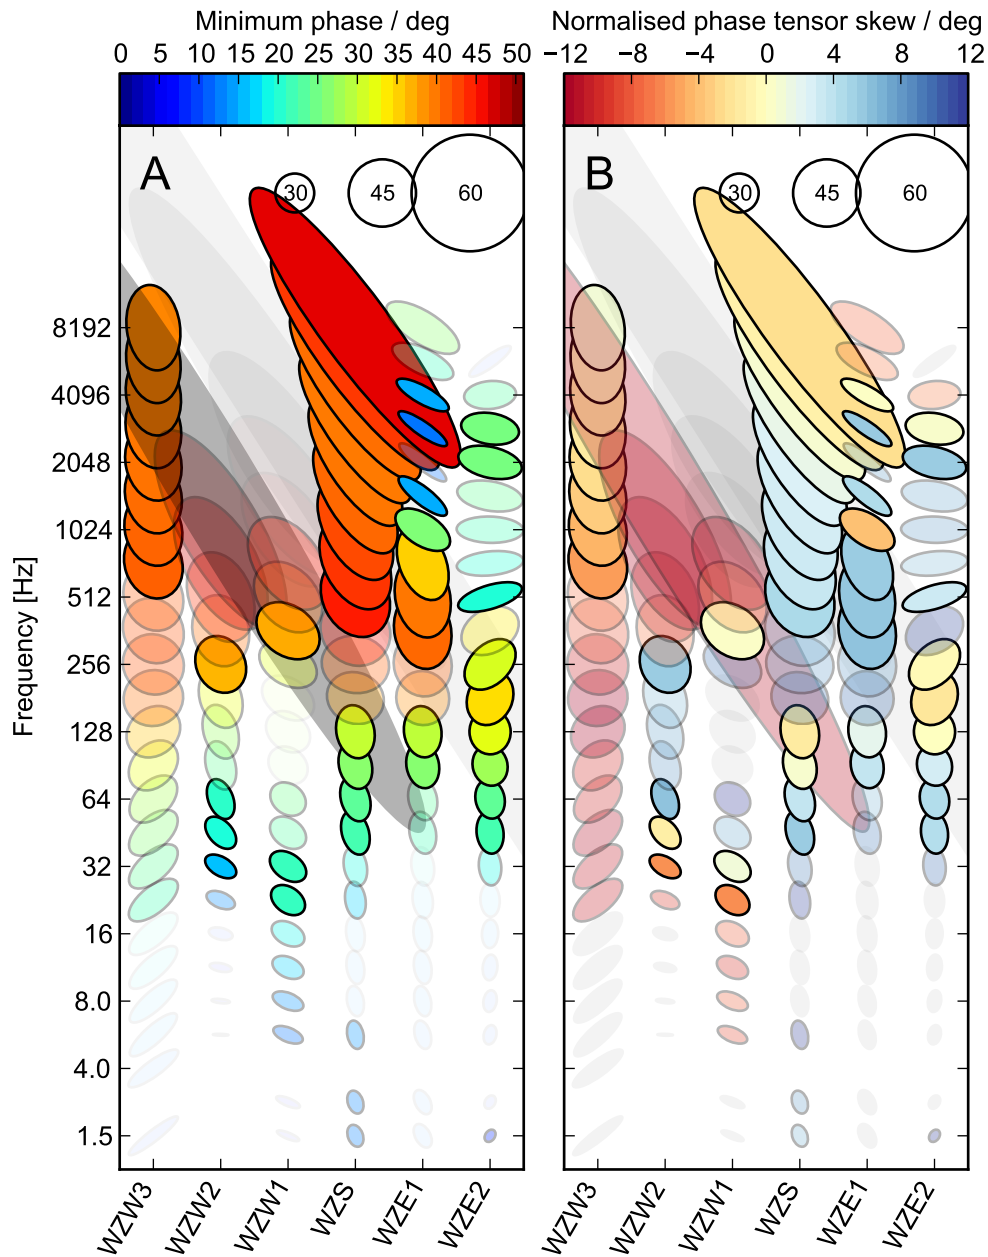 Minimum phase / deg
Normalised phase tensor skew / deg
0 5 10 15 20 25 30 35 40 45 50
−12 −8 −4 0 4 8 12
A
30
45
60
B
30
45
60
Frequency [Hz]
8192
4096
2048
1024
512
256
128
64
32
16
8.0
4.0
1.5
WZW3
WZW2
WZW1
WZS
WZE1
WZE2
WZW3
WZW2
WZW1
WZS
WZE1
WZE2